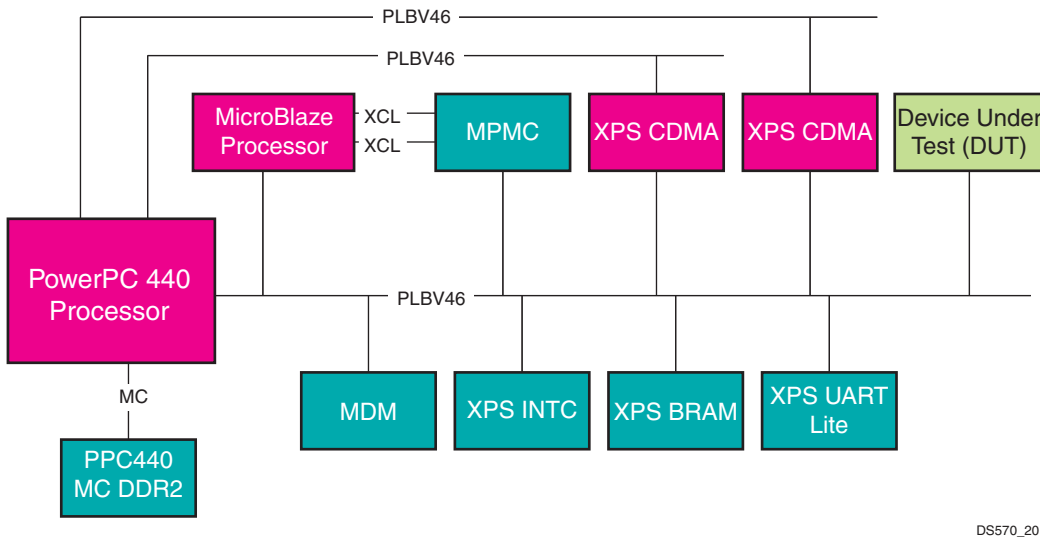 PLBV46
PLBV46
MicroBlaze
Processor
XCL
XCL
MPMC
XPS CDMA
XPS CDMA
Device Under
Test (DUT)
PowerPC 440
Processor
PLBV46
MC
MDM
XPS INTC
XPS BRAM
XPS UART
Lite
PPC440
MC DDR2
DS570_20